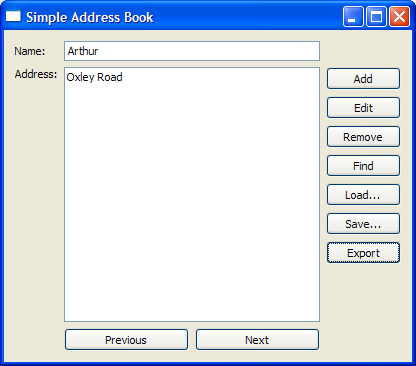 Simple Address Book
Name: Arthur
Address: Oxley Road
Add
Edit
Remove
Find
Load...
Save...
Export
Previous Next